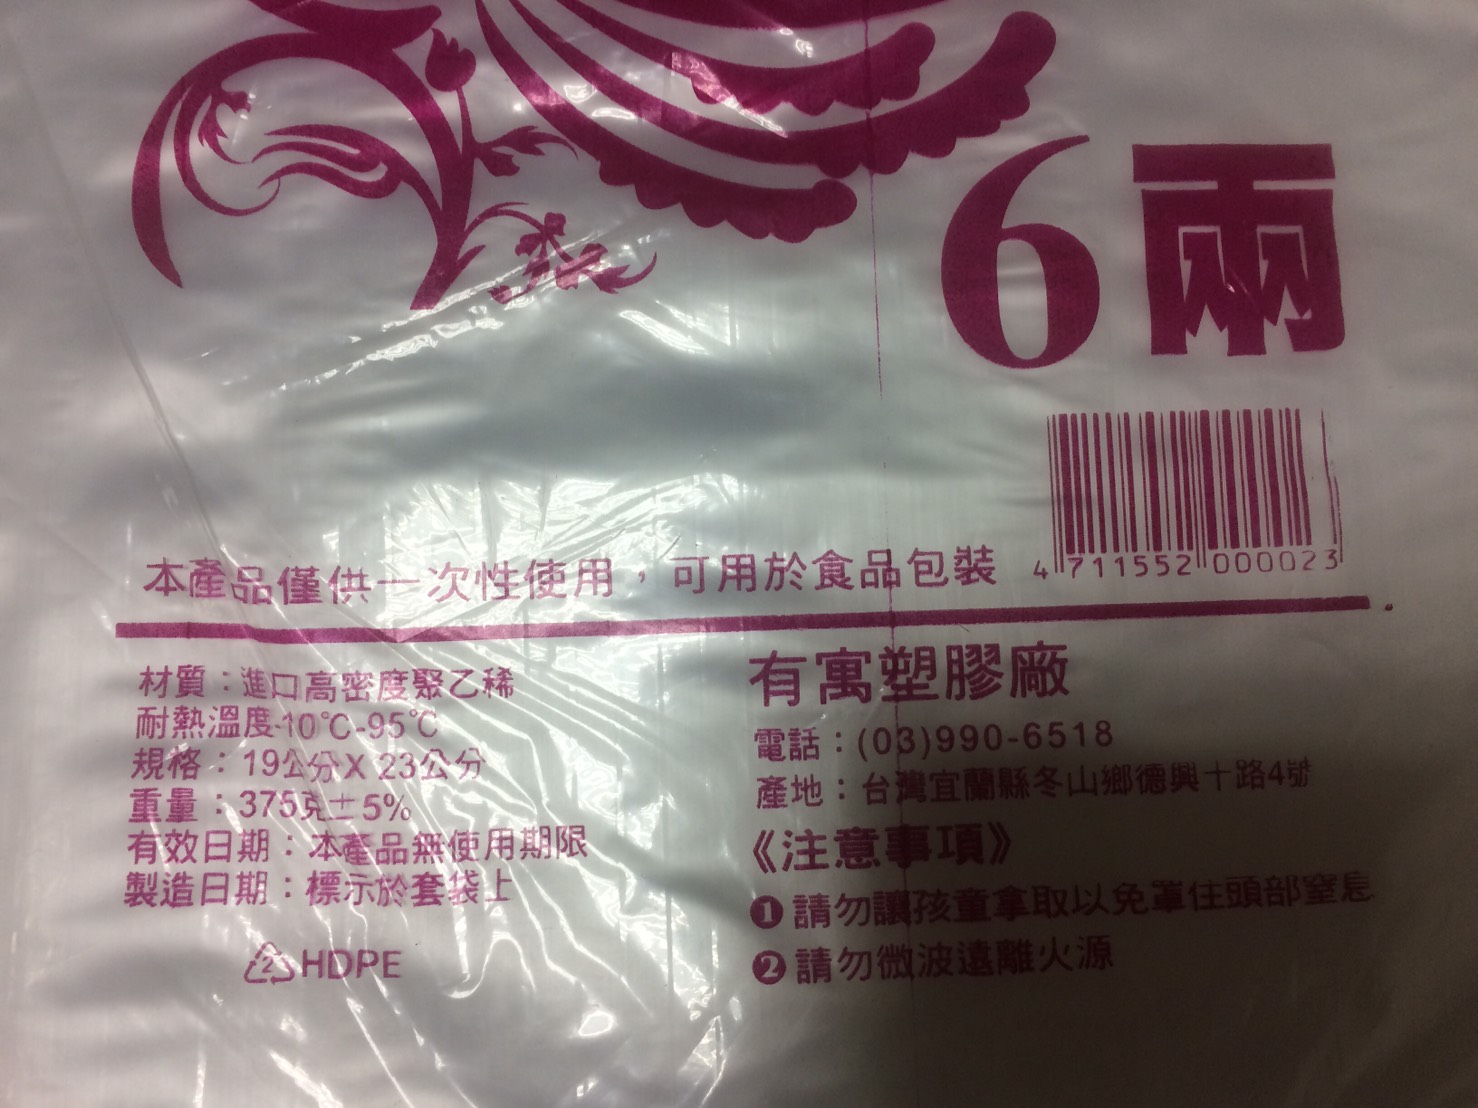 6兩
4 711552 000023
本產品僅供一次性使用，可用於食品包裝
材質：進口高密度聚乙稀
耐熱溫度-10℃-95℃
規格：19公分X 23公分
重量：375克±5%
有效日期：本產品無使用期限
製造日期：標示於套袋上
2 HDPE
有寓塑膠廠
電話：(03)990-6518
產地：台灣宜蘭縣冬山鄉德興十路4號
《注意事項》
❶請勿讓孩童拿取以免罩住頭部窒息
❷請勿微波遠離火源